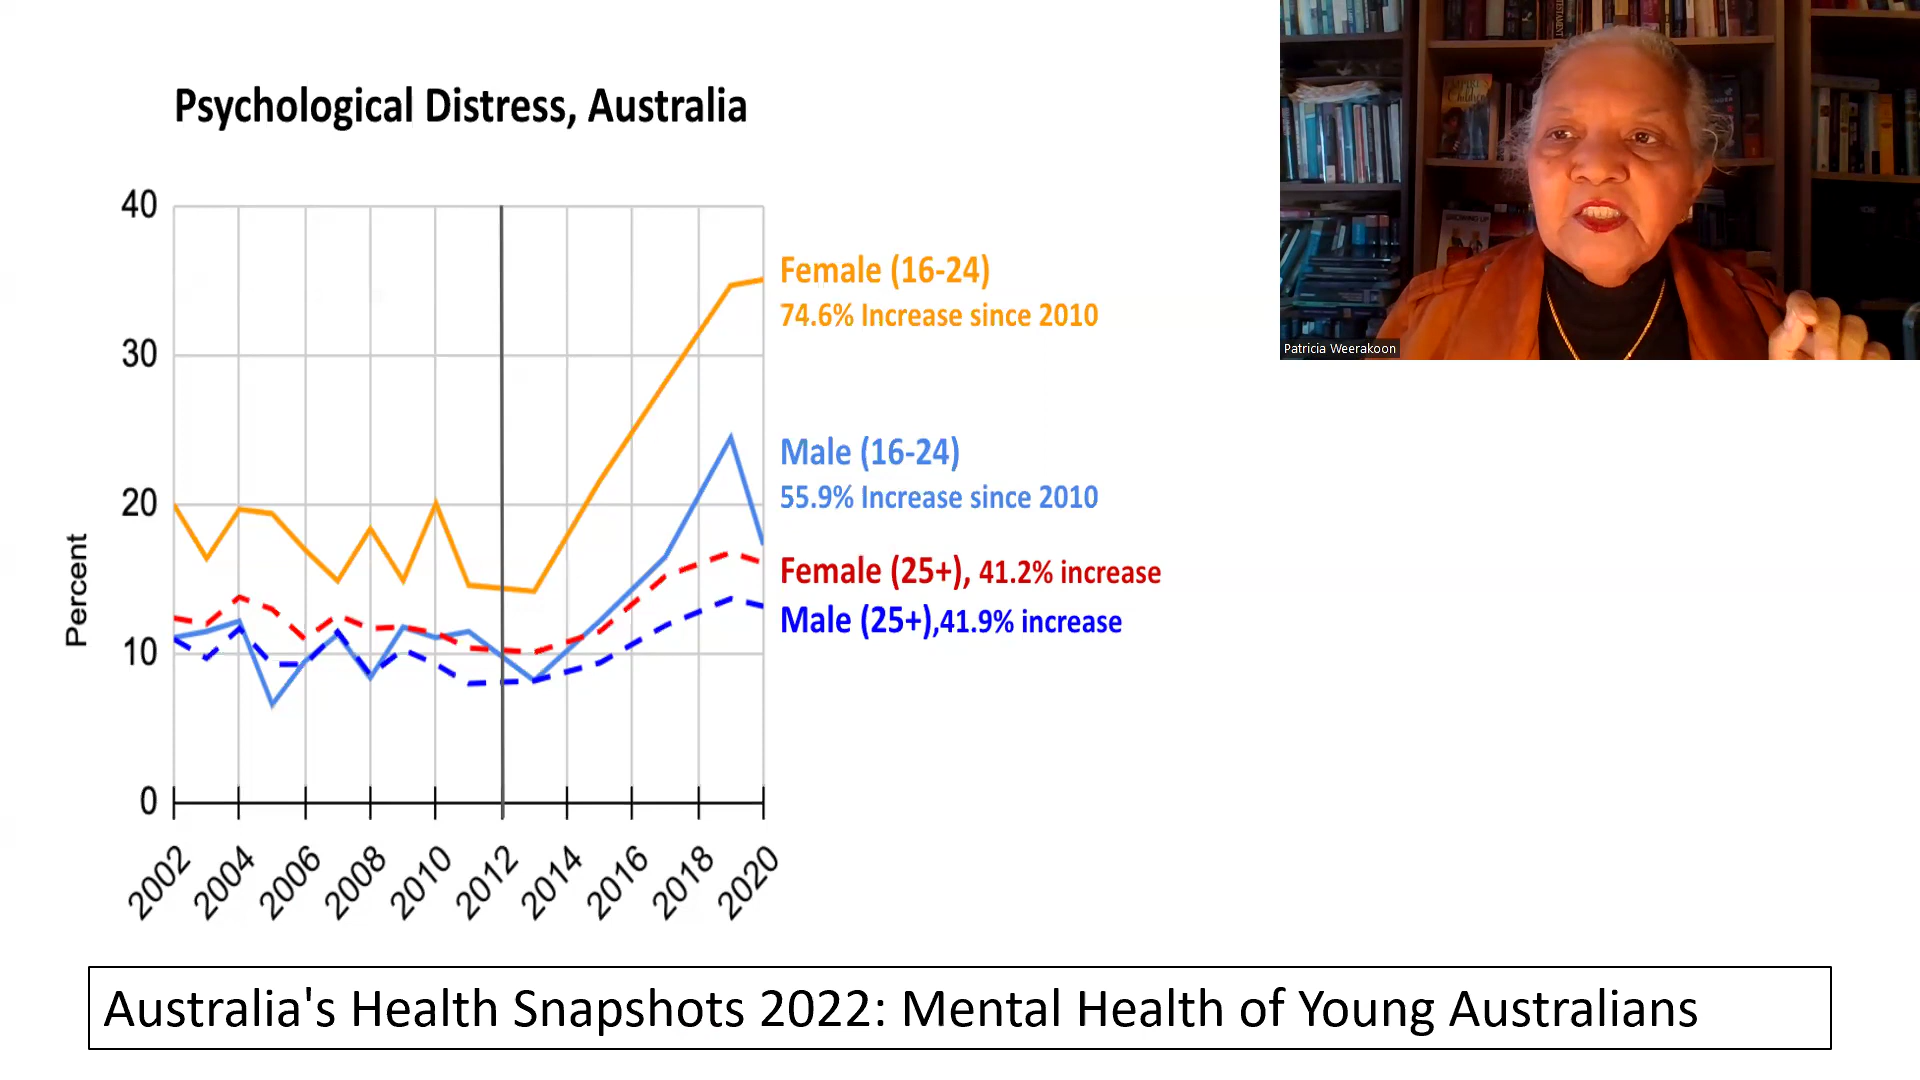 Psychological Distress, Australia
40
30
20
10
0
Percent
2002
2004
2006
2008
2010
2012
2014
2016
2018
2020
Female (16-24)
74.6% Increase since 2010
Male (16-24)
55.9% Increase since 2010
Female (25+), 41.2% increase
Male (25+),41.9% increase
Patricia Weerakoon
Australia's Health Snapshots 2022: Mental Health of Young Australians